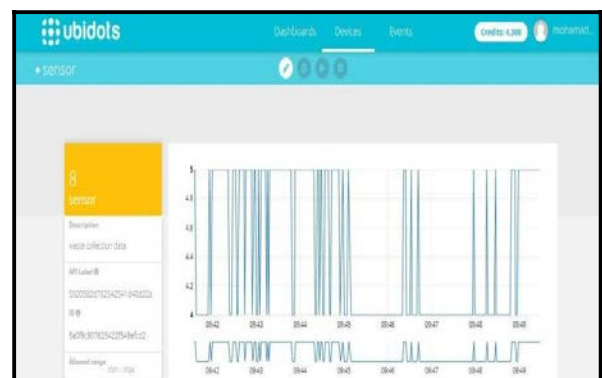 ubidots
Dashboards Devices Events
Credits: 4,300
mohamad...
sensor
8
sensor
Description
waste collection data
API Label
ID
Allowed range
min - max
5
4.8
4.6
4.4
4.2
4
09:42 09:43 09:44 09:45 09:46 09:47 09:48 09:49
09:42 09:43 09:44 09:45 09:46 09:47 09:48 09:49